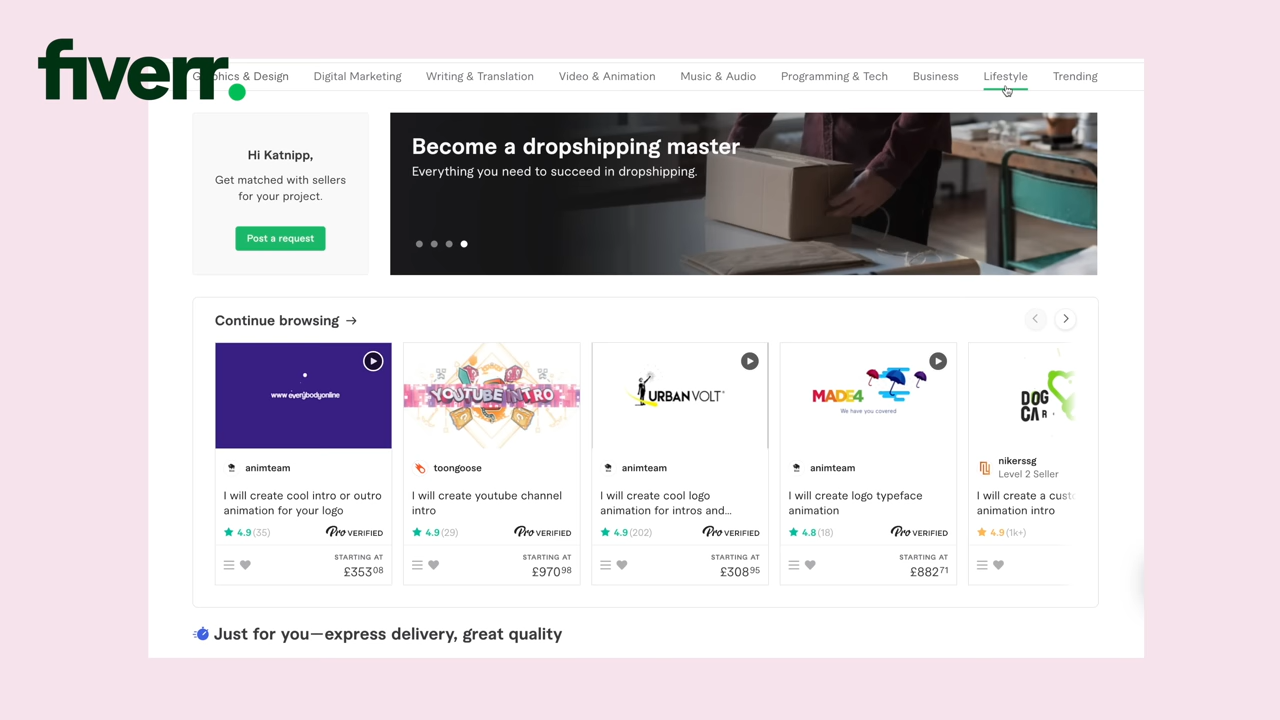 fiverr.
Graphics & Design Digital Marketing Writing & Translation Video & Animation Music & Audio Programming & Tech Business Lifestyle Trending
Hi Katnipp,
Get matched with sellers
for your project.
Post a request
Become a dropshipping master
Everything you need to succeed in dropshipping.
Continue browsing →
www.everybodyonline
animteam
I will create cool intro or outro
animation for your logo
4.9 (35) Pro VERIFIED
STARTING AT
£353 08
YOUTUBE INTRO
toongoose
I will create youtube channel
intro
4.9 (29) Pro VERIFIED
STARTING AT
£970 98
URBAN VOLT
animteam
I will create cool logo
animation for intros and...
4.9 (202) Pro VERIFIED
STARTING AT
£308 95
MADE4
We have you covered
animteam
I will create logo typeface
animation
4.8 (18) Pro VERIFIED
STARTING AT
£882 71
DOG
CAR
nikerssg
Level 2 Seller
I will create a custo
animation intro
4.9 (1k+)
Just for you—express delivery, great quality